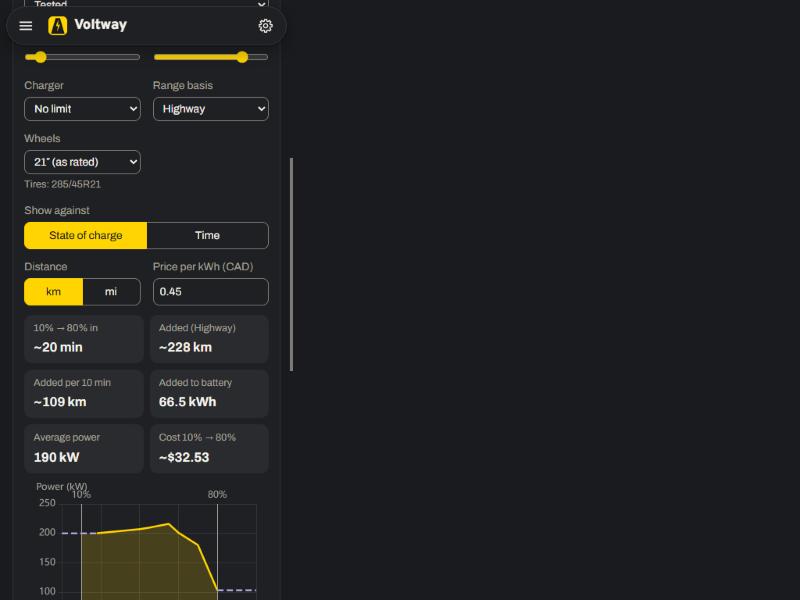 Tested
Voltway
Charger
Range basis
No limit
Highway
Wheels
21" (as rated)
Tires: 285/45R21
Show against
State of charge
Time
Distance
Price per kWh (CAD)
km
mi
0.45
10% → 80% in
Added (Highway)
~20 min
~228 km
Added per 10 min
Added to battery
~109 km
66.5 kWh
Average power
Cost 10% → 80%
190 kW
~$32.53
Power (kW)
10%
80%
250
200
150
100